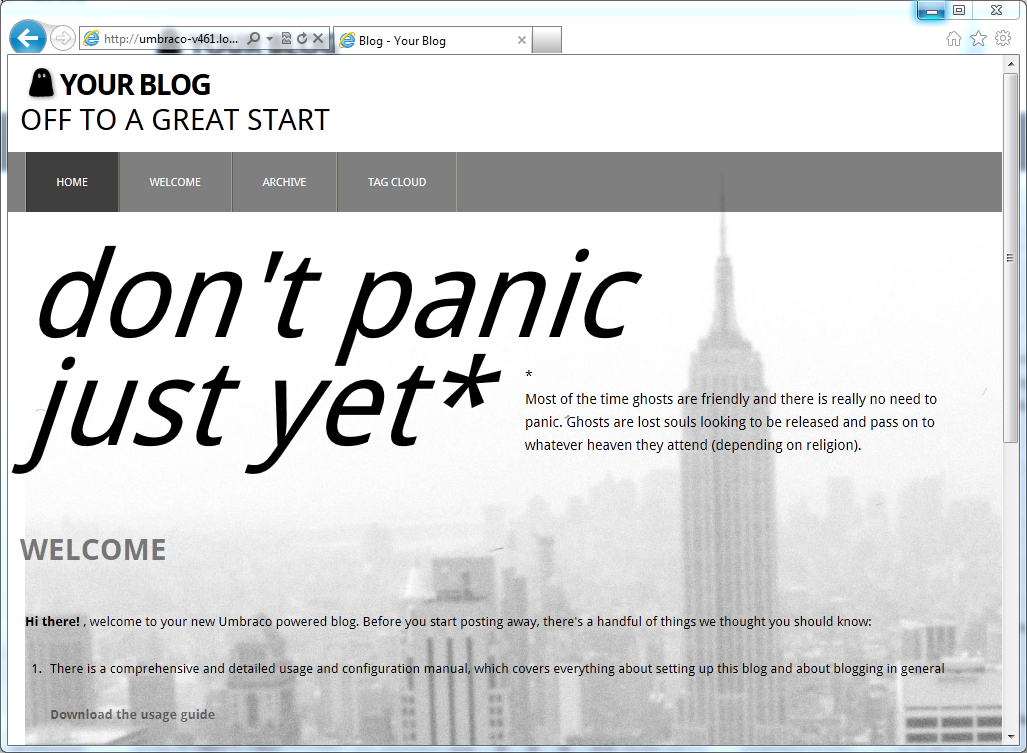 http://umbraco-v461.lo...
Blog - Your Blog
YOUR BLOG
OFF TO A GREAT START
HOME
WELCOME
ARCHIVE
TAG CLOUD
don't panic
just yet*
*
Most of the time ghosts are friendly and there is really no need to
panic. Ghosts are lost souls looking to be released and pass on to
whatever heaven they attend (depending on religion).
WELCOME
Hi there! , welcome to your new Umbraco powered blog. Before you start posting away, there's a handful of things we thought you should know:
1. There is a comprehensive and detailed usage and configuration manual, which covers everything about setting up this blog and about blogging in general
Download the usage guide